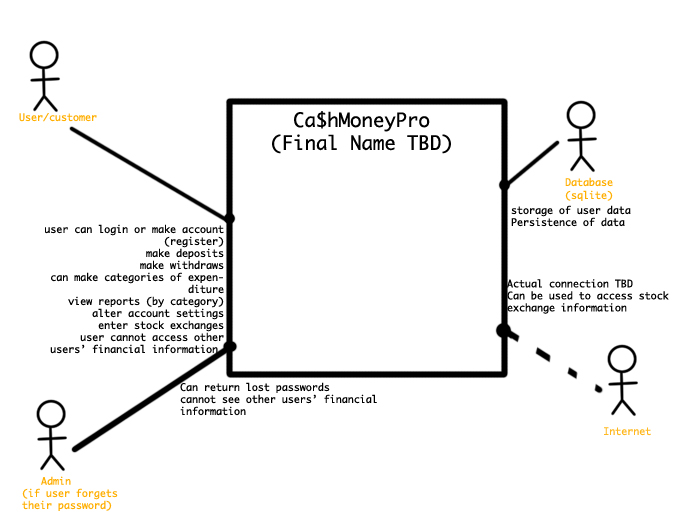 Ca$hMoneyPro
(Final Name TBD)
User/customer
user can login or make account
(register)
make deposits
make withdraws
can make categories of expen-
diture
view reports (by category)
alter account settings
enter stock exchanges
user cannot access other
users’ financial information
Database
(sqlite)
storage of user data
Persistence of data
Actual connection TBD
Can be used to access stock
exchange information
Internet
Can return lost passwords
cannot see other users’ financial
information
Admin
(if user forgets
their password)